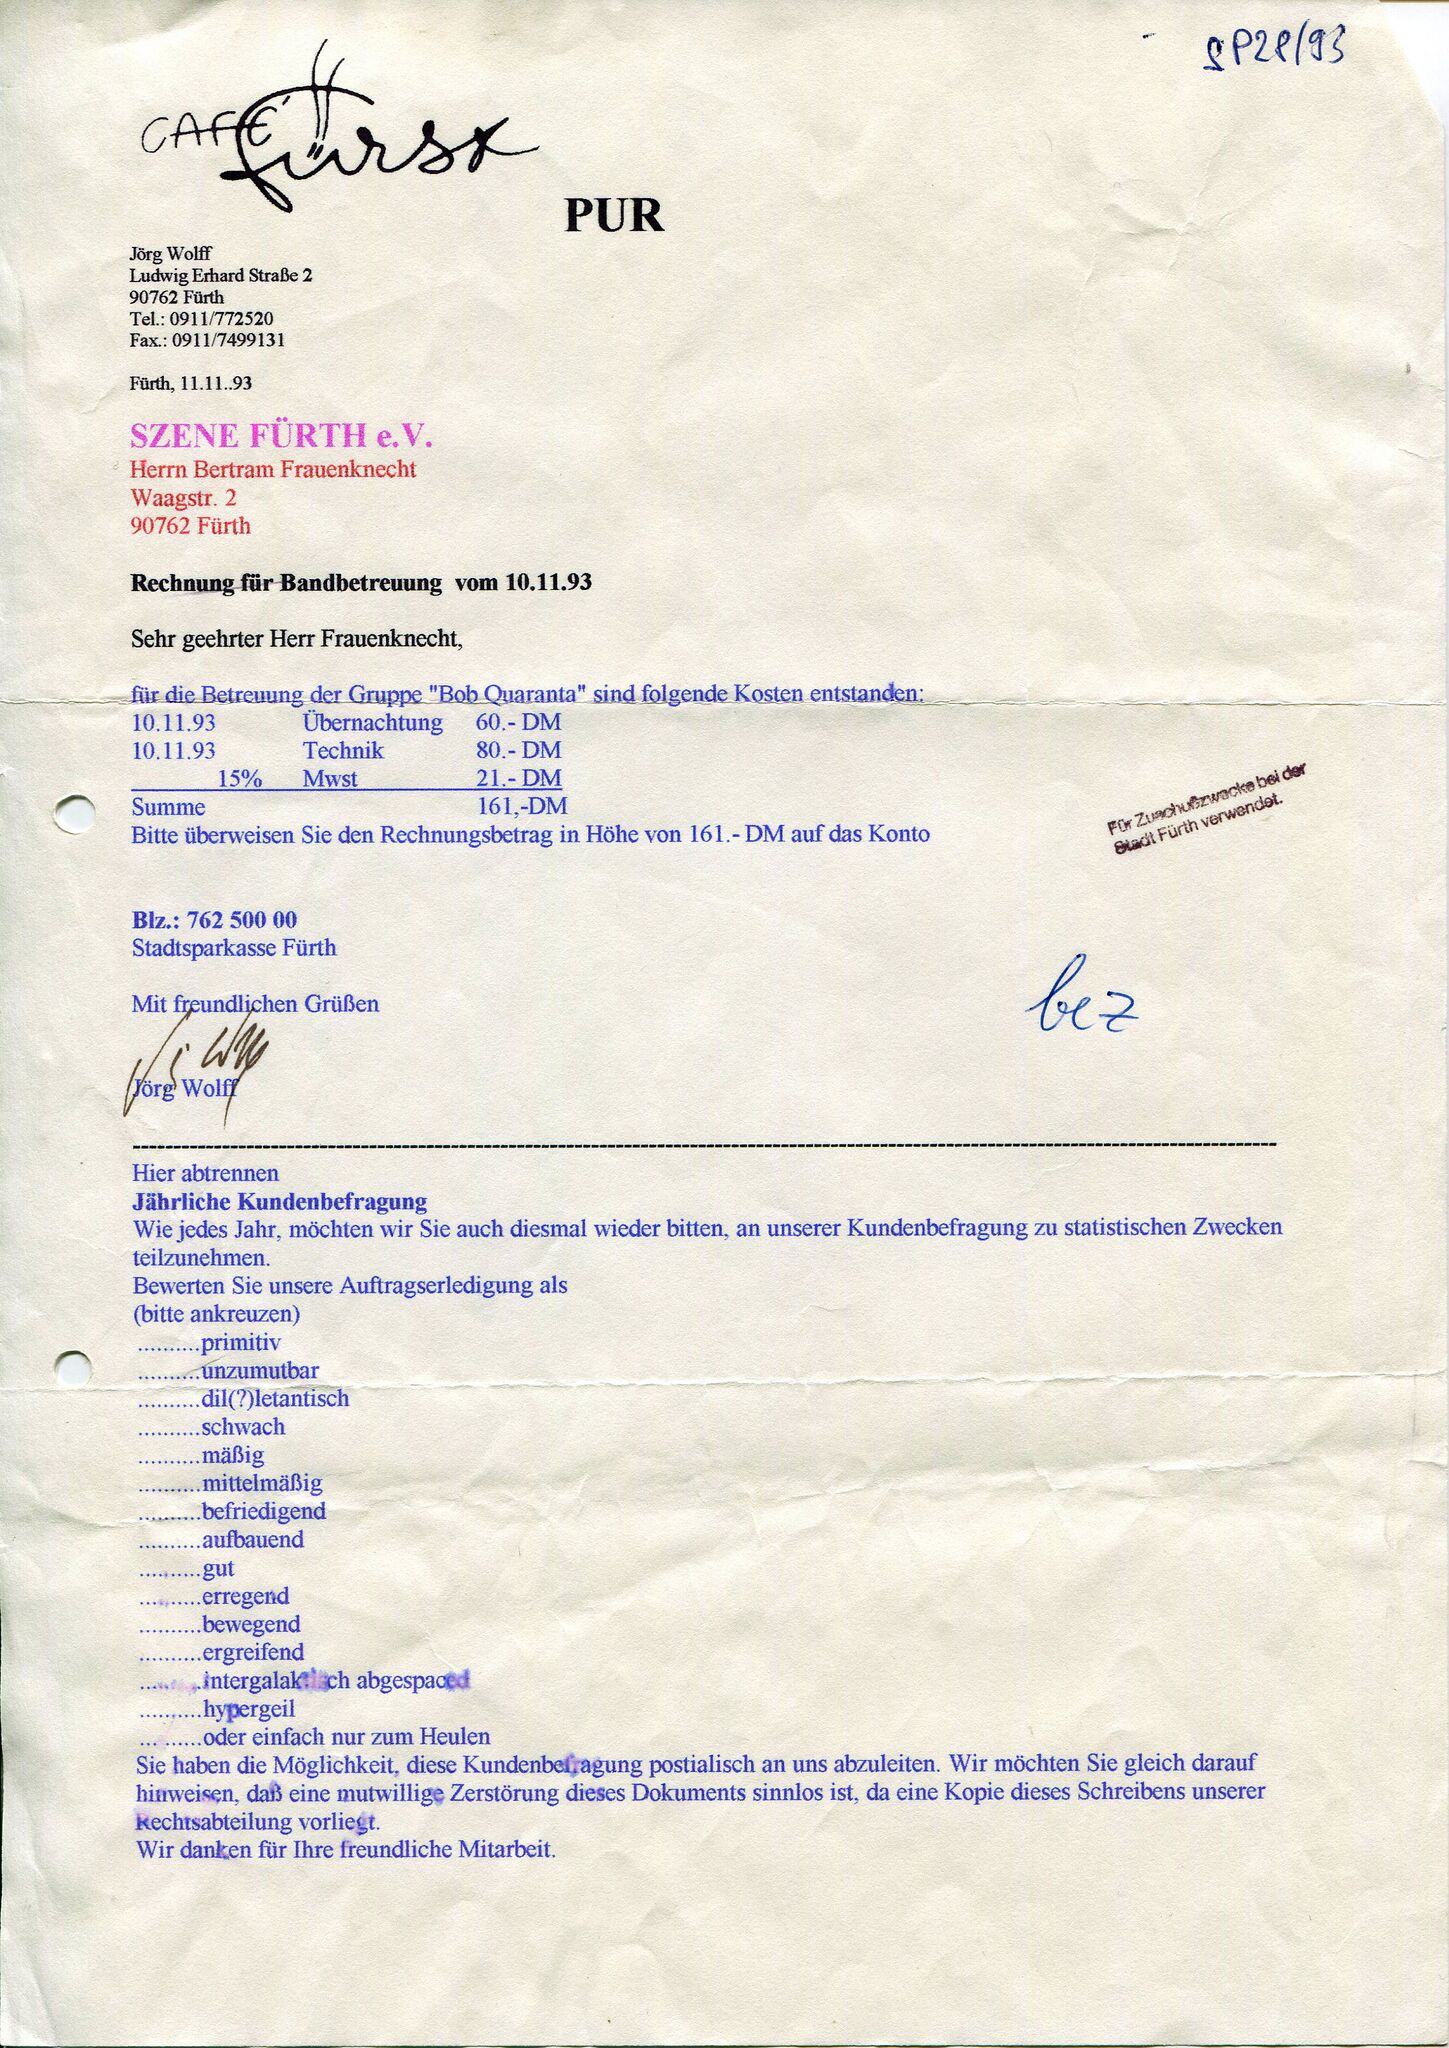 SP28/93
CAFÉ Fürst
PUR
Jörg Wolff
Ludwig Erhard Straße 2
90762 Fürth
Tel.: 0911/772520
Fax.: 0911/7499131
Fürth, 11.11..93
SZENE FÜRTH e.V.
Herrn Bertram Frauenknecht
Waagstr. 2
90762 Fürth
Rechnung für Bandbetreuung vom 10.11.93
Sehr geehrter Herr Frauenknecht,
für die Betreuung der Gruppe "Bob Quaranta" sind folgende Kosten entstanden:
10.11.93 Übernachtung 60.- DM
10.11.93 Technik 80.- DM
15% Mwst 21.- DM
Summe 161,-DM
Bitte überweisen Sie den Rechnungsbetrag in Höhe von 161.- DM auf das Konto
Für Zuschußzwecke bei der
Stadt Fürth verwendet.
Blz.: 762 500 00
Stadtsparkasse Fürth
bez
Mit freundlichen Grüßen
Jörg Wolff
Hier abtrennen
Jährliche Kundenbefragung
Wie jedes Jahr, möchten wir Sie auch diesmal wieder bitten, an unserer Kundenbefragung zu statistischen Zwecken
teilzunehmen.
Bewerten Sie unsere Auftragserledigung als
(bitte ankreuzen)
..........primitiv
..........unzumutbar
..........dil(?)letantisch
..........schwach
..........mäßig
..........mittelmäßig
..........befriedigend
..........aufbauend
..........gut
..........erregend
..........bewegend
..........ergreifend
..........intergalaktisch abgespaced
..........hypergeil
... ......oder einfach nur zum Heulen
Sie haben die Möglichkeit, diese Kundenbefragung postialisch an uns abzuleiten. Wir möchten Sie gleich darauf
hinweisen, daß eine mutwillige Zerstörung dieses Dokuments sinnlos ist, da eine Kopie dieses Schreibens unserer
Rechtsabteilung vorliegt.
Wir danken für Ihre freundliche Mitarbeit.